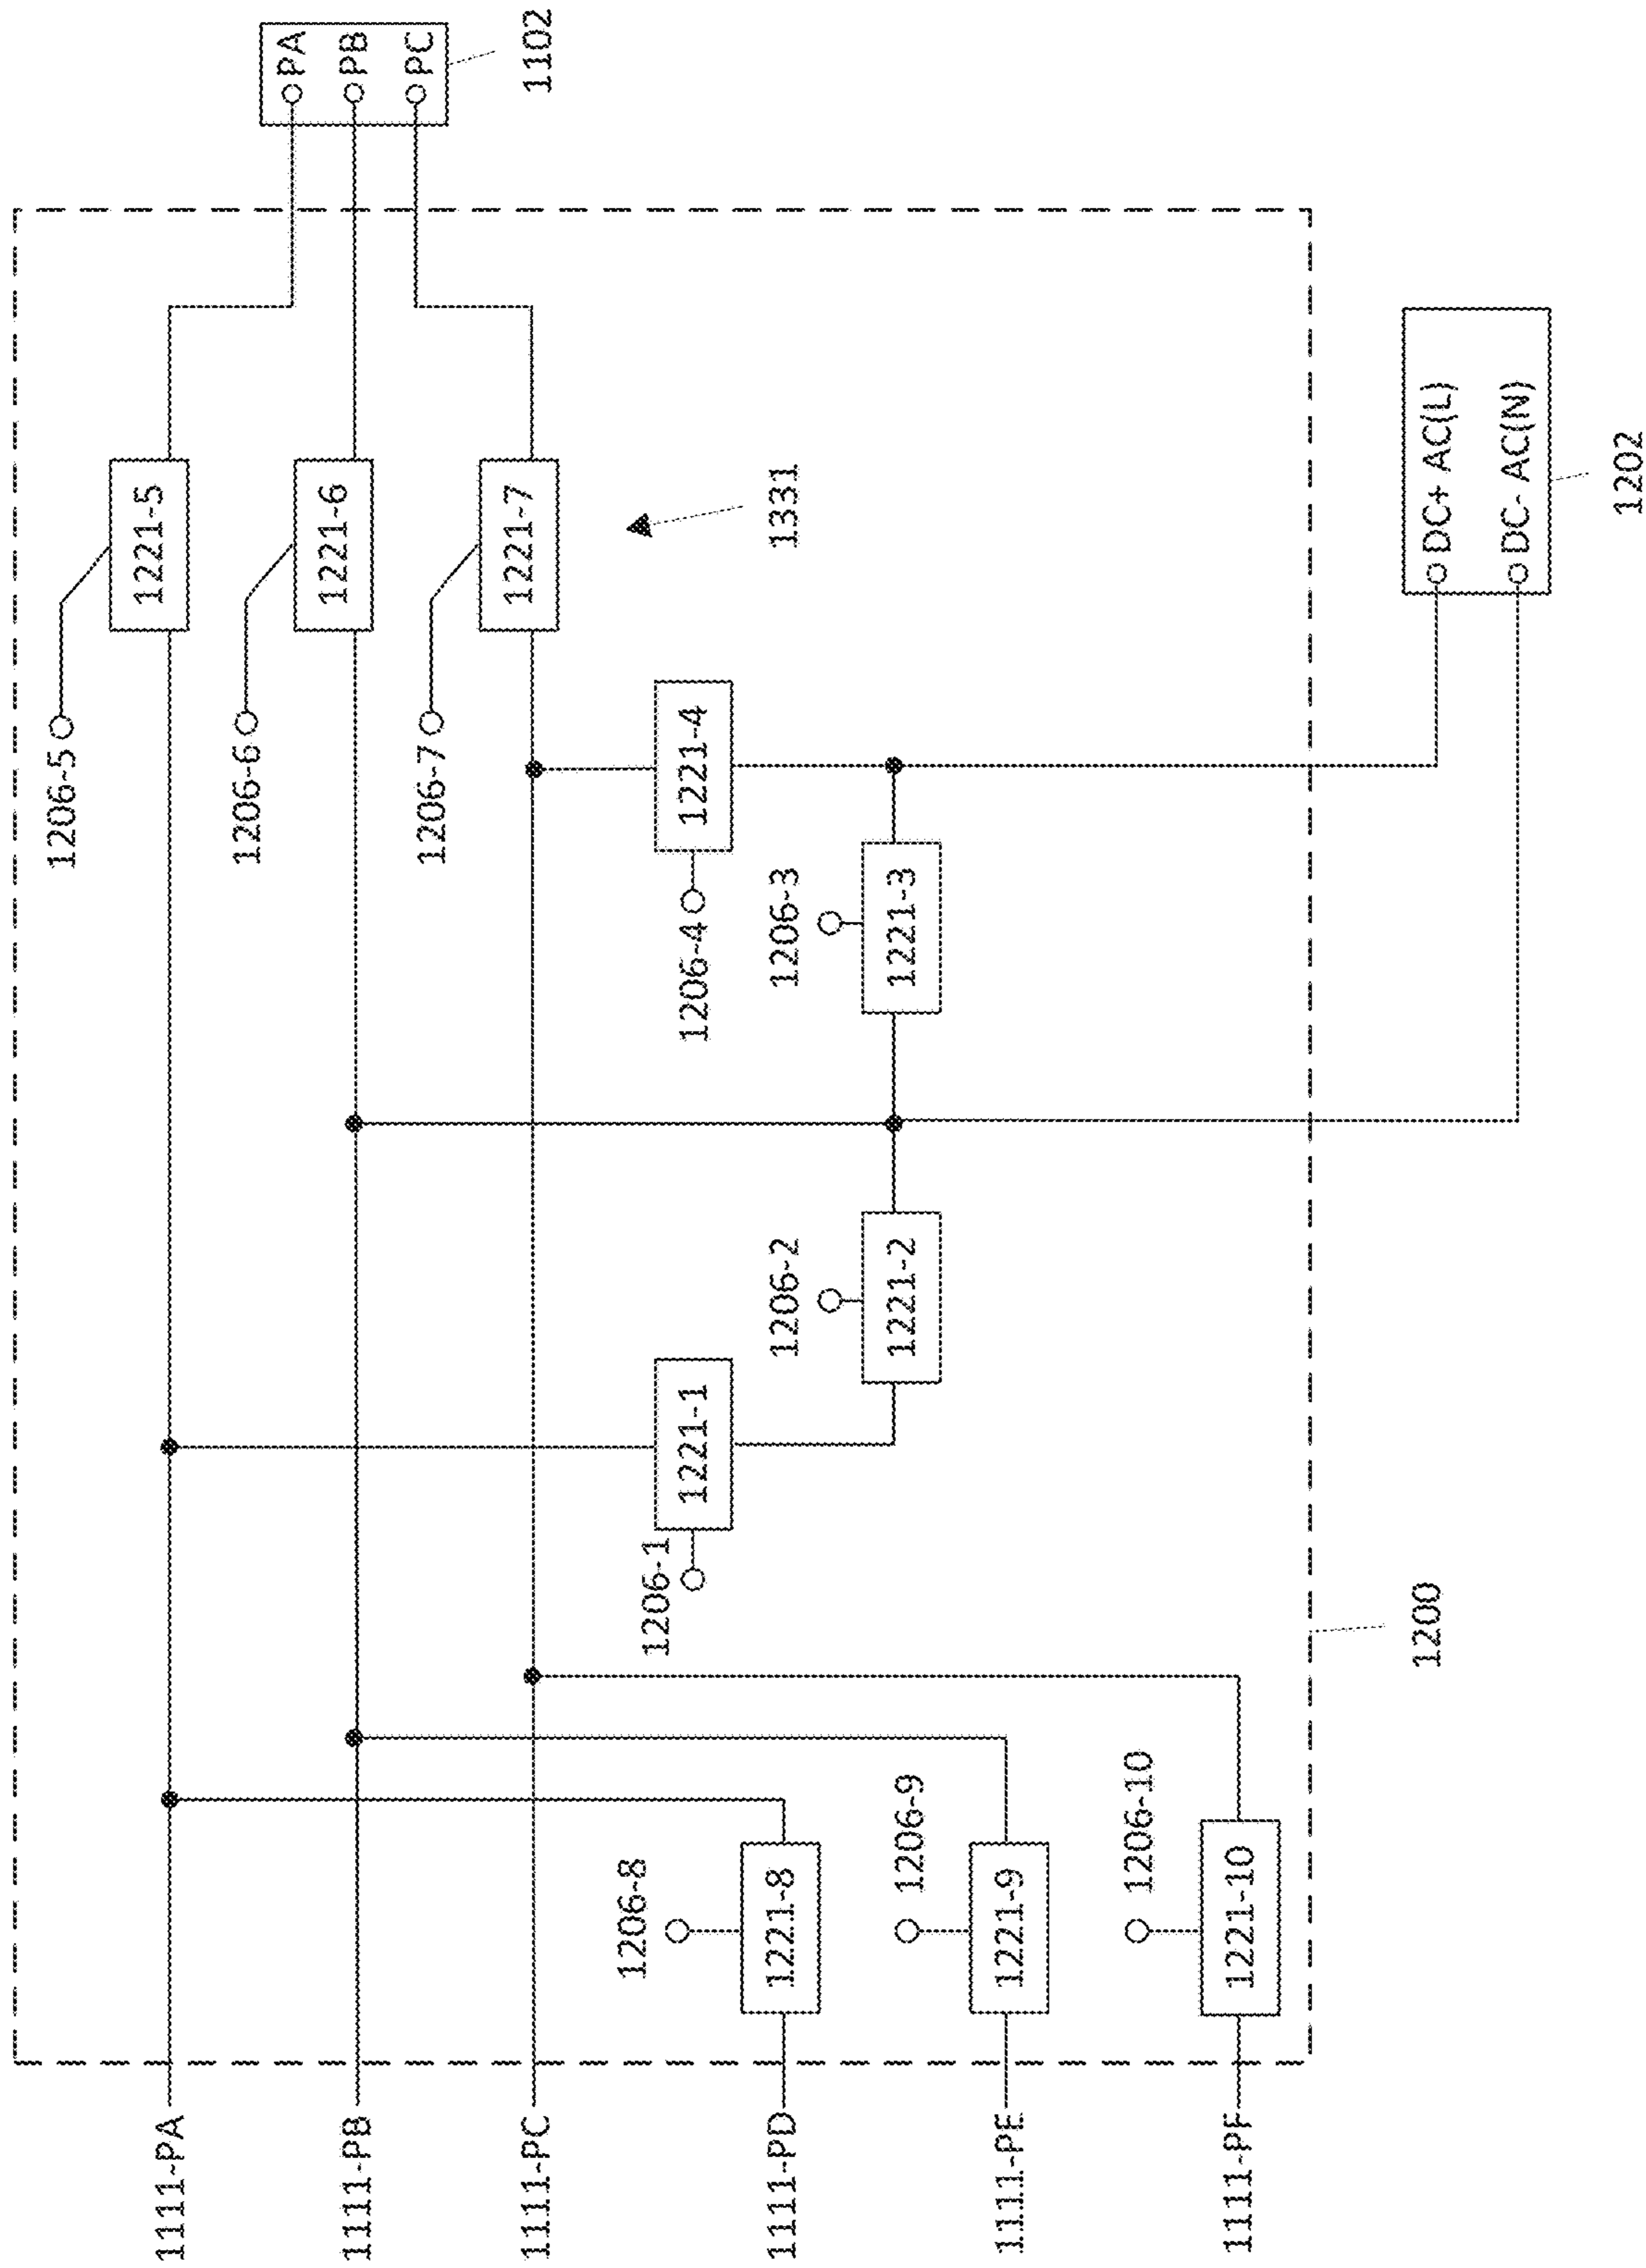 1206-5
1221-5
PA
1206-6
1221-6
PB
1206-7
1221-7
PC
1102
1331
1111-PA
1111-PB
1111-PC
1206-1
1221-1
1206-4
1221-4
1206-2
1221-2
1206-3
1221-3
1206-8
1221-8
1111-PD
1206-9
1221-9
1111-PE
1206-10
1221-10
1111-PF
DC+ AC(L)
DC- AC(N)
1202
1200